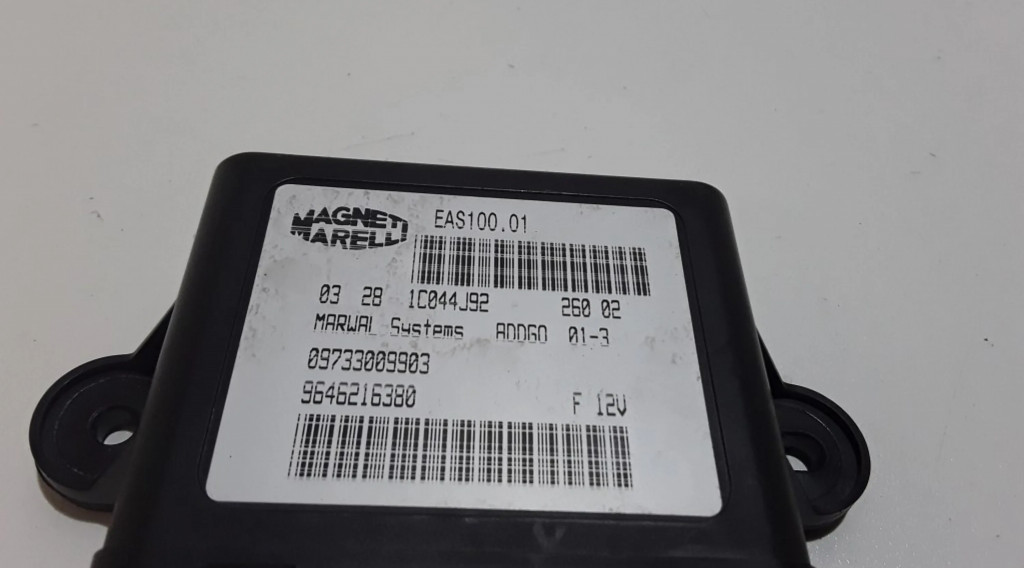 MAGNETI
MARELLI
EAS100.01
03 28 1C044J92 260 02
MARWAL Systems ADDGO 01-3
09733009903
9646216380 F 12V